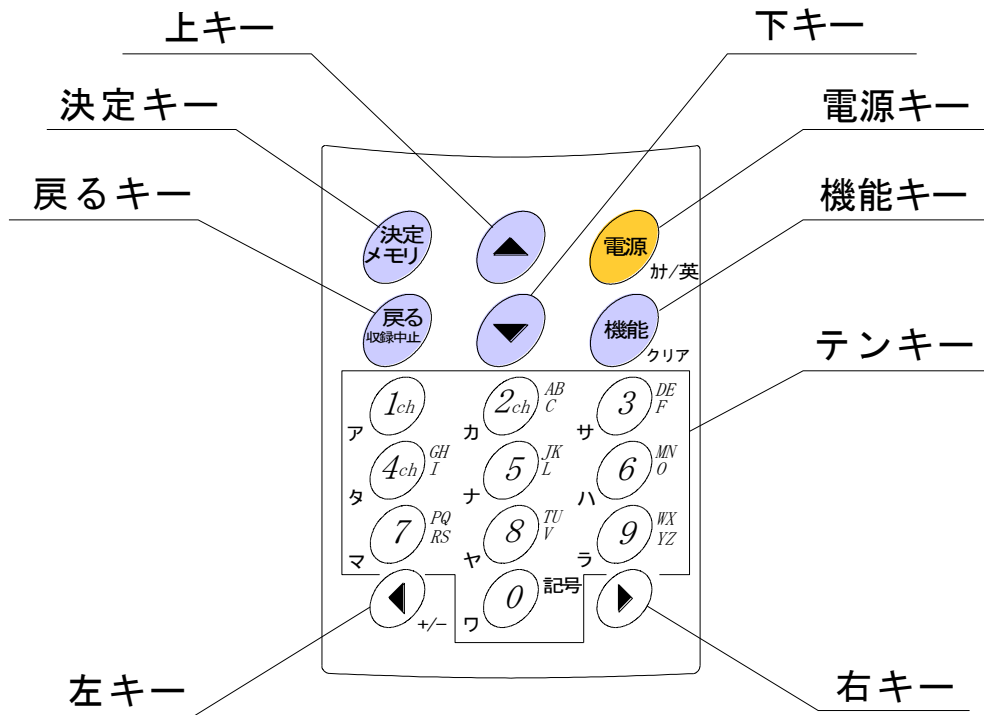 上キー
下キー
決定キー
電源キー
戻るキー
機能キー
決定
メモリ
電源
ｶﾅ/英
戻る
収録中止
機能
クリア
テンキー
1ch
ア
2ch
AB
C
カ
3
DE
F
サ
4ch
GH
I
タ
5
JK
L
ナ
6
MN
O
ハ
7
PQ
RS
マ
8
TU
V
ヤ
9
WX
YZ
ラ
+/−
0
記号
ワ
左キー
右キー